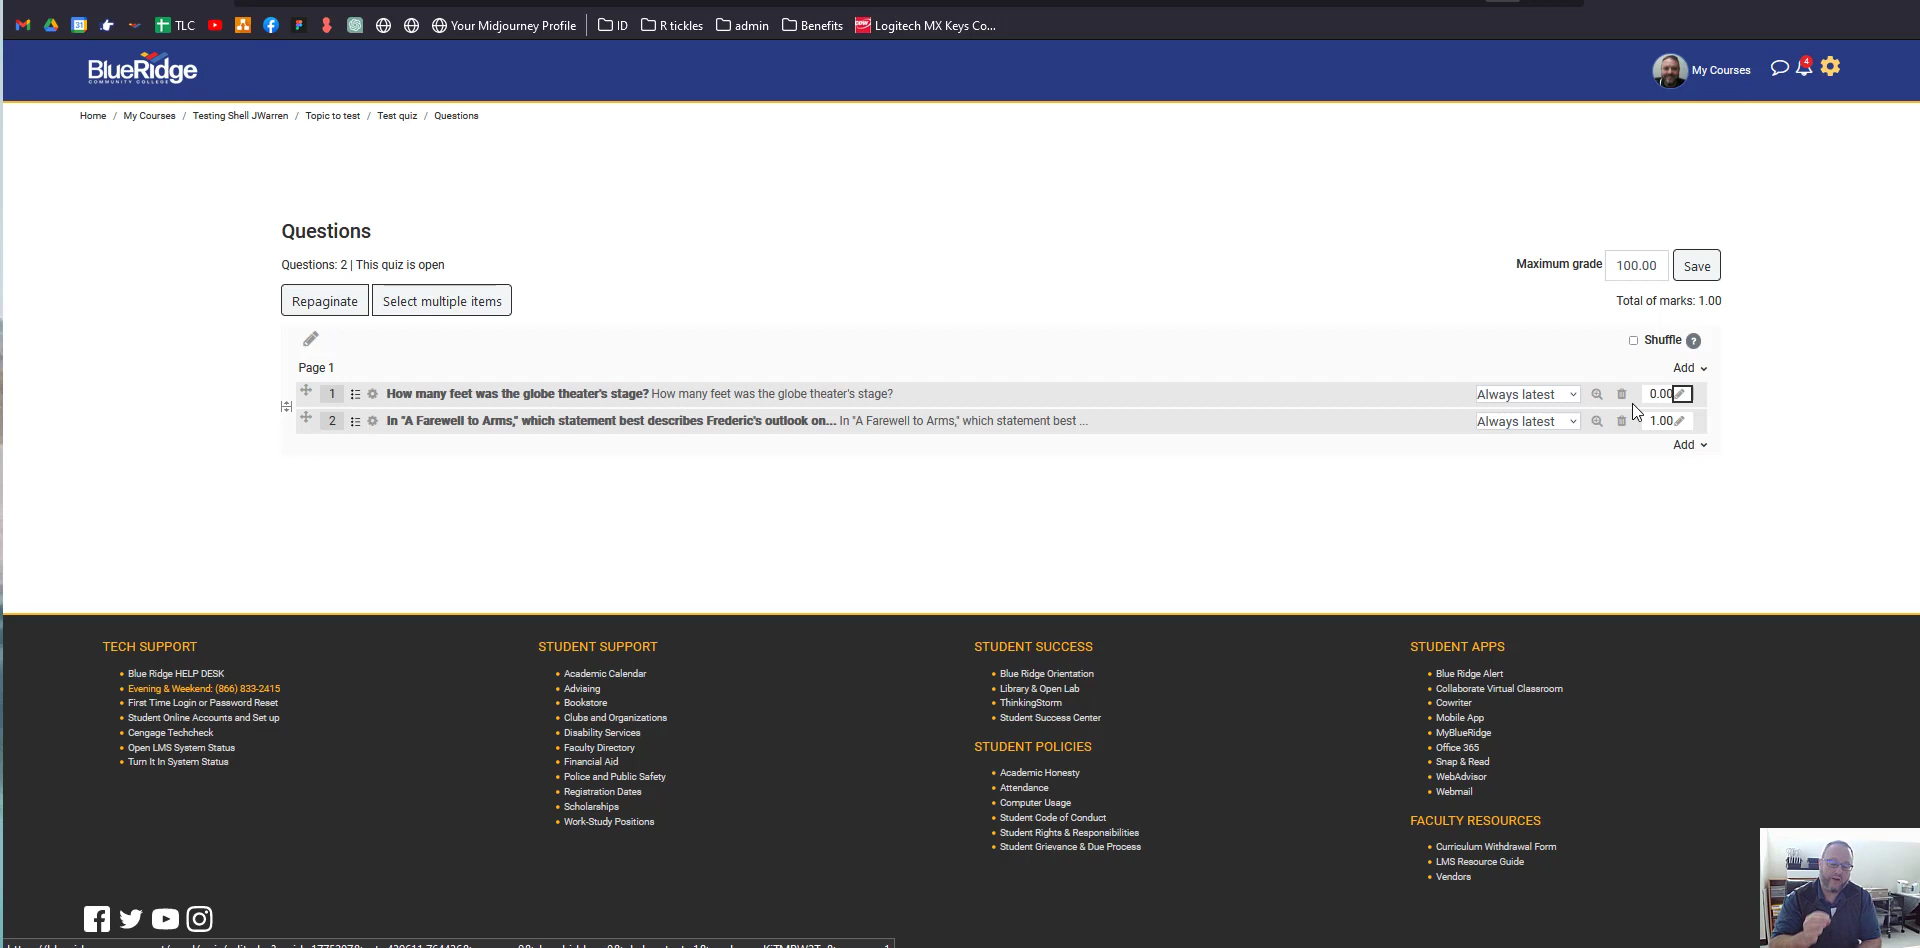 TLC
Your Midjourney Profile
ID
R tickles
admin
Benefits
Logitech MX Keys Co...
BlueRidge
COMMUNITY COLLEGE
My Courses
4
Home / My Courses / Testing Shell JWarren / Topic to test / Test quiz / Questions
Questions
Questions: 2 | This quiz is open
Maximum grade 100.00 Save
Repaginate Select multiple items
Total of marks: 1.00
Shuffle ?
Page 1
Add
1 How many feet was the globe theater's stage? How many feet was the globe theater's stage? Always latest 0.00
2 In "A Farewell to Arms," which statement best describes Frederic's outlook on... In "A Farewell to Arms," which statement best ... Always latest 1.00
Add
TECH SUPPORT
Blue Ridge HELP DESK
Evening & Weekend: (866) 833-2415
First Time Login or Password Reset
Student Online Accounts and Set up
Cengage Techcheck
Open LMS System Status
Turn It In System Status
STUDENT SUPPORT
Academic Calendar
Advising
Bookstore
Clubs and Organizations
Disability Services
Faculty Directory
Financial Aid
Police and Public Safety
Registration Dates
Scholarships
Work-Study Positions
STUDENT SUCCESS
Blue Ridge Orientation
Library & Open Lab
ThinkingStorm
Student Success Center
STUDENT POLICIES
Academic Honesty
Attendance
Computer Usage
Student Code of Conduct
Student Rights & Responsibilities
Student Grievance & Due Process
STUDENT APPS
Blue Ridge Alert
Collaborate Virtual Classroom
Cowriter
Mobile App
MyBlueRidge
Office 365
Snap & Read
WebAdvisor
Webmail
FACULTY RESOURCES
Curriculum Withdrawal Form
LMS Resource Guide
Vendors